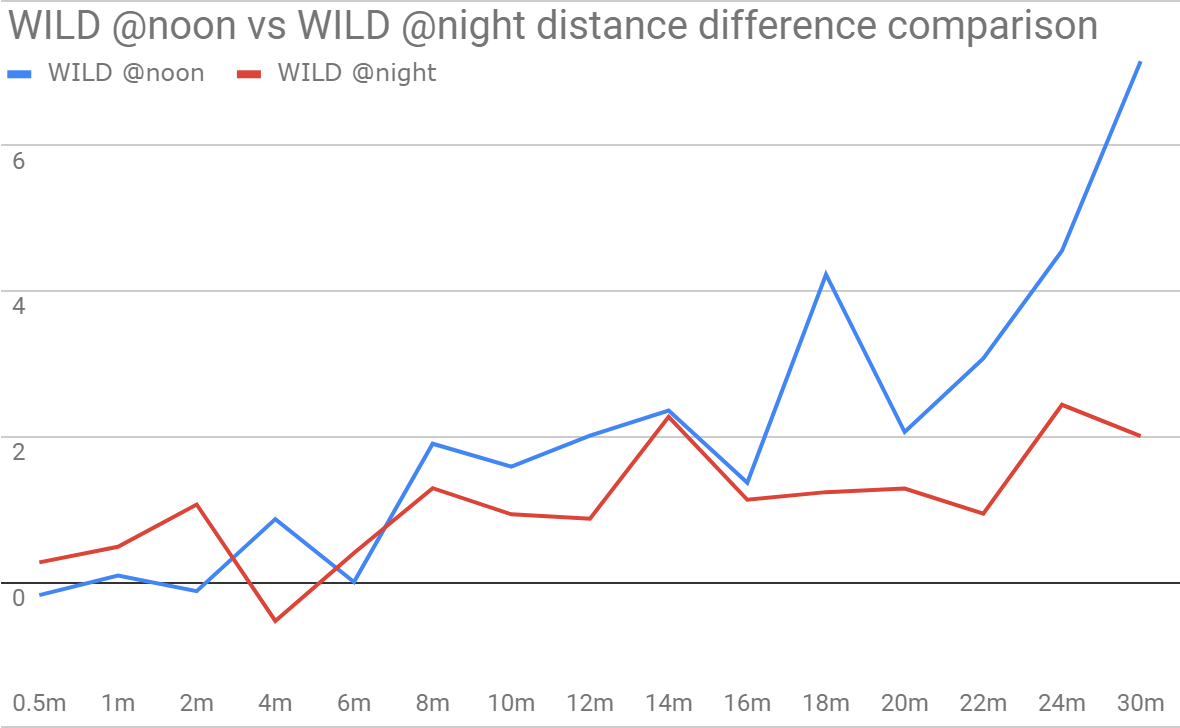 WILD @noon vs WILD @night distance difference comparison
WILD @noon WILD @night
6
4
2
0
0.5m 1m 2m 4m 6m 8m 10m 12m 14m 16m 18m 20m 22m 24m 30m